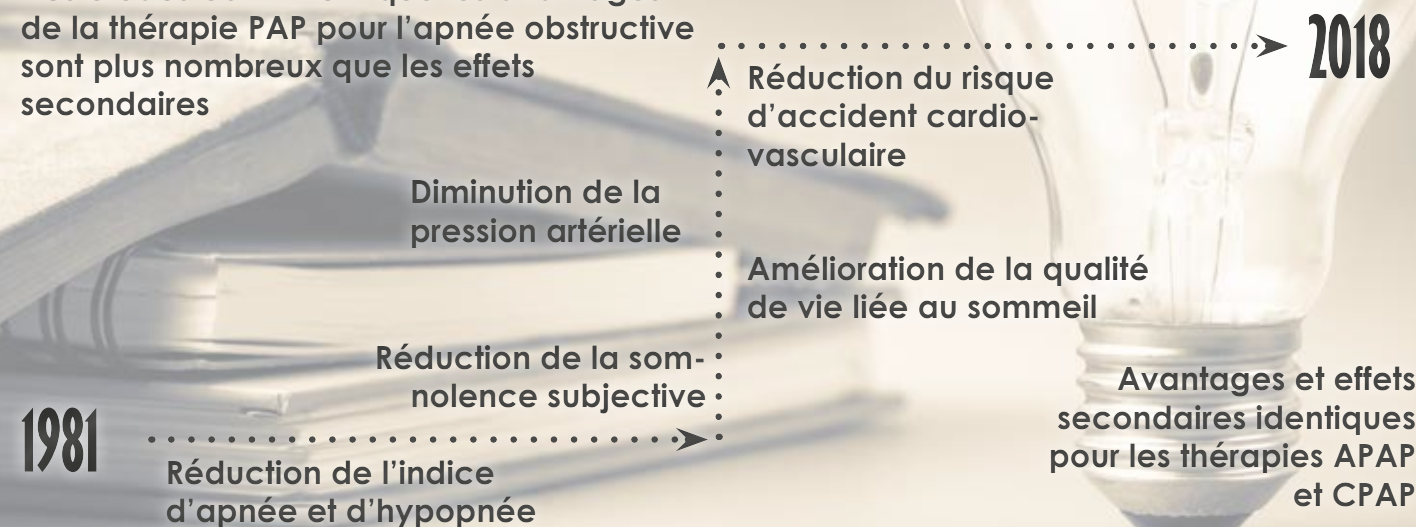 de la thérapie PAP pour l'apnée obstructive
sont plus nombreux que les effets
secondaires
2018
Réduction du risque
d'accident cardio-
vasculaire
Diminution de la
pression artérielle
Amélioration de la qualité
de vie liée au sommeil
Réduction de la som-
nolence subjective
Avantages et effets
secondaires identiques
pour les thérapies APAP
et CPAP
1981
Réduction de l'indice
d'apnée et d'hypopnée